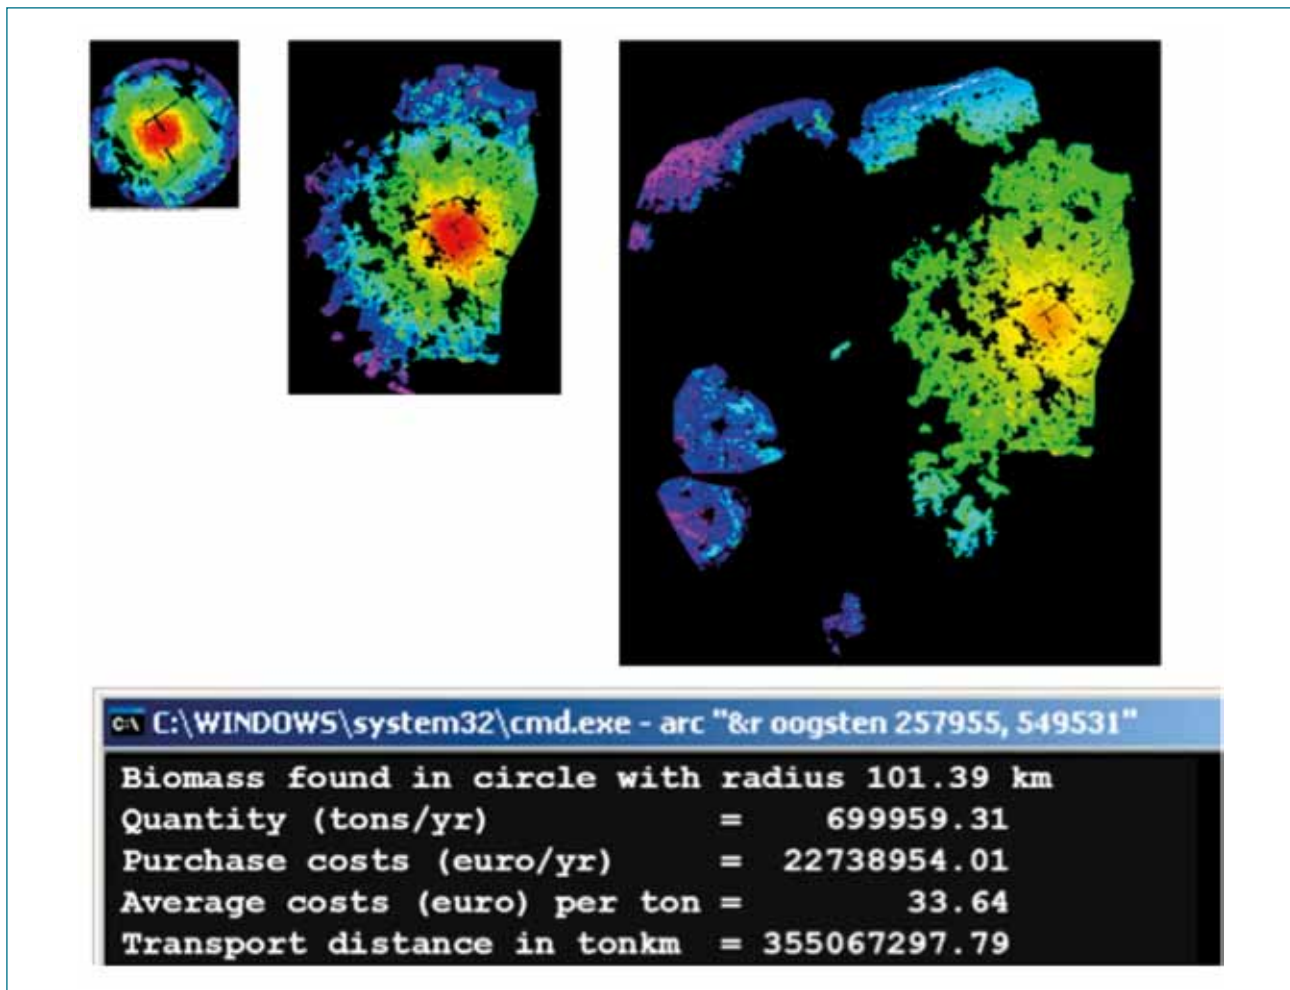 C:\WINDOWS\system32\cmd.exe - arc "&r oogsten 257955, 549531"
Biomass found in circle with radius 101.39 km
Quantity (tons/yr) = 699959.31
Purchase costs (euro/yr) = 22738954.01
Average costs (euro) per ton = 33.64
Transport distance in tonkm = 355067297.79